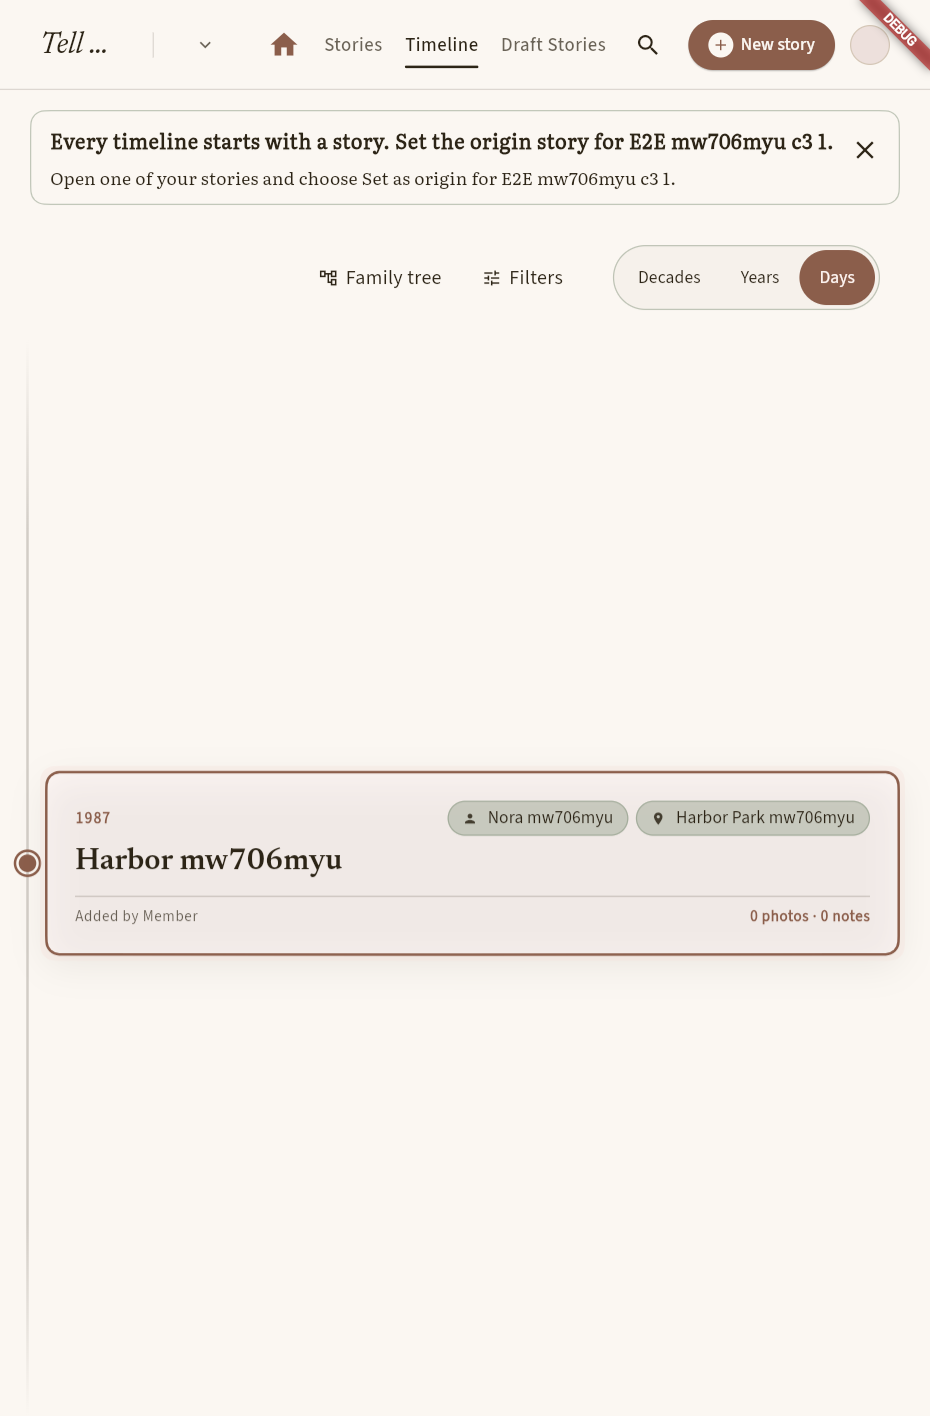 Tell ...
Stories
Timeline
Draft Stories
New story
DEBUG
Every timeline starts with a story. Set the origin story for E2E mw706myu c3 1.
Open one of your stories and choose Set as origin for E2E mw706myu c3 1.
Family tree
Filters
Decades
Years
Days
1987
Nora mw706myu
Harbor Park mw706myu
Harbor mw706myu
Added by Member
0 photos · 0 notes